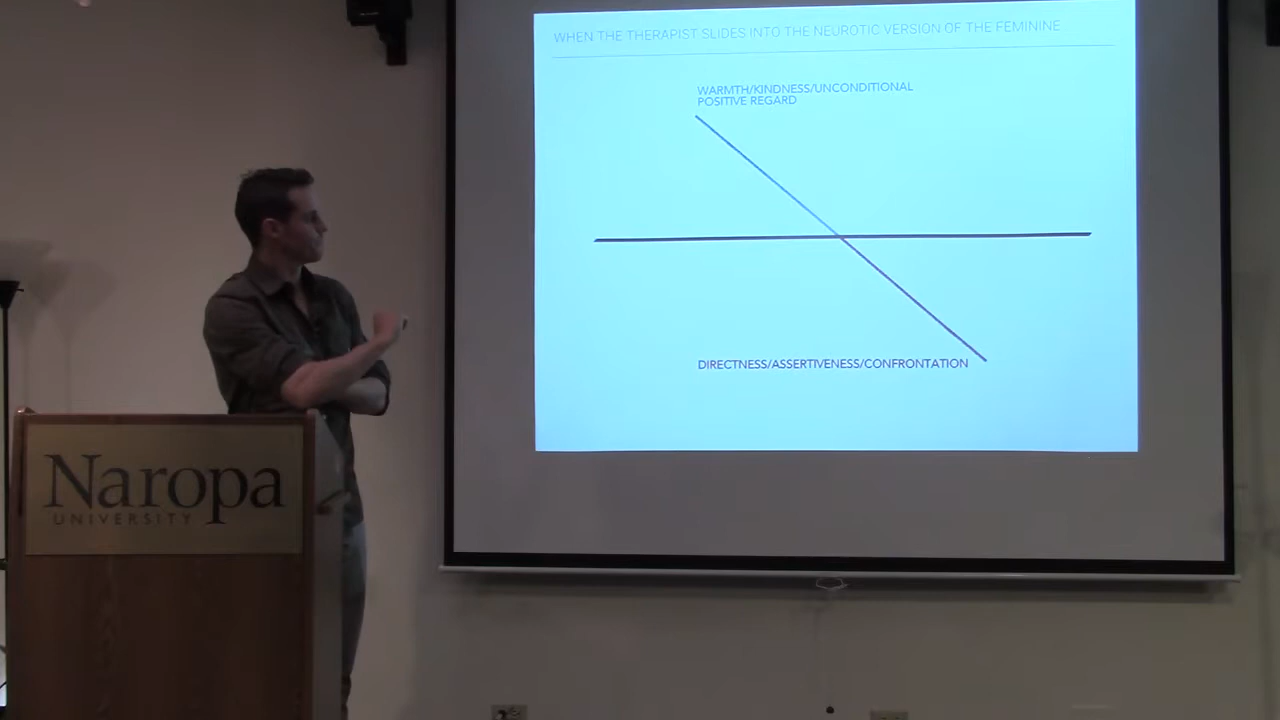 WHEN THE THERAPIST SLIDES INTO THE NEUROTIC VERSION OF THE FEMININE
WARMTH/KINDNESS/UNCONDITIONAL
POSITIVE REGARD
DIRECTNESS/ASSERTIVENESS/CONFRONTATION
Naropa
UNIVERSITY